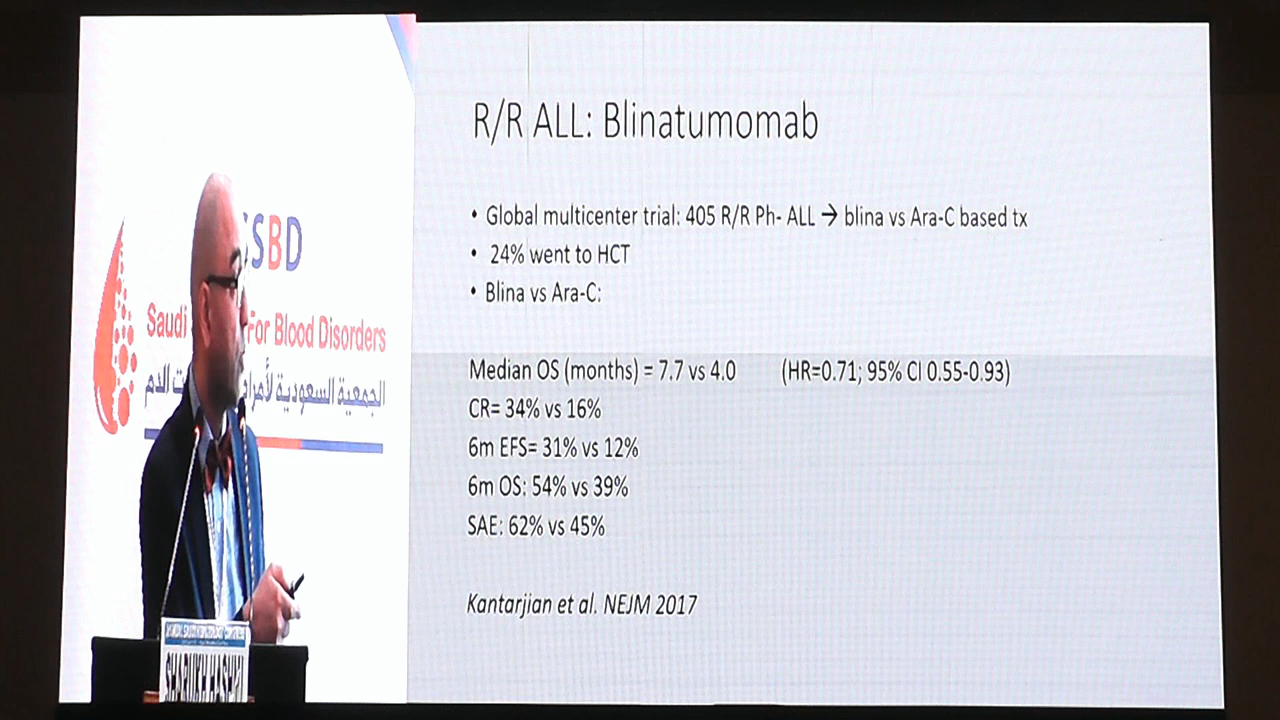 SBD
Saudi For Blood Disorders
الجمعية السعودية لأمراض الدم
SHARUKH HASHMI
R/R ALL: Blinatumomab
• Global multicenter trial: 405 R/R Ph- ALL → blina vs Ara-C based tx
• 24% went to HCT
• Blina vs Ara-C:
Median OS (months) = 7.7 vs 4.0 (HR=0.71; 95% CI 0.55-0.93)
CR= 34% vs 16%
6m EFS= 31% vs 12%
6m OS: 54% vs 39%
SAE: 62% vs 45%
Kantarjian et al. NEJM 2017